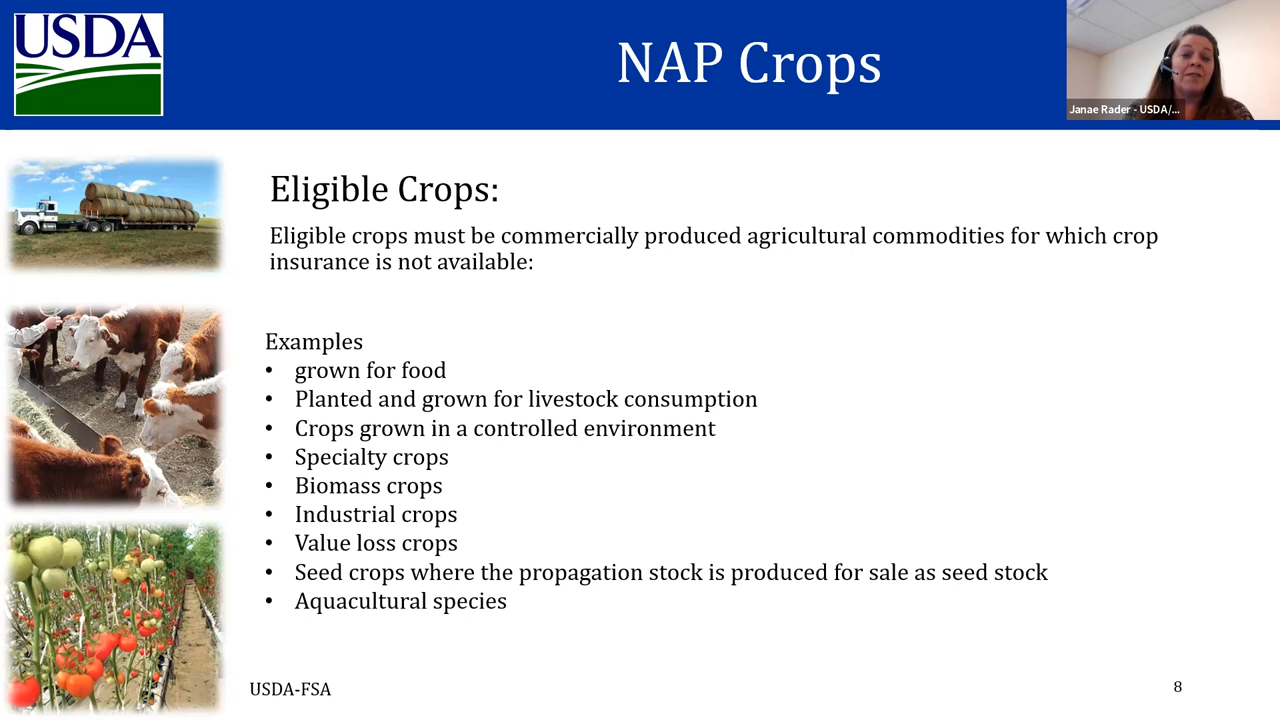 USDA
NAP Crops
Janae Rader - USDA/...
Eligible Crops:
Eligible crops must be commercially produced agricultural commodities for which crop
insurance is not available:
Examples
• grown for food
• Planted and grown for livestock consumption
• Crops grown in a controlled environment
• Specialty crops
• Biomass crops
• Industrial crops
• Value loss crops
• Seed crops where the propagation stock is produced for sale as seed stock
• Aquacultural species
USDA-FSA
8